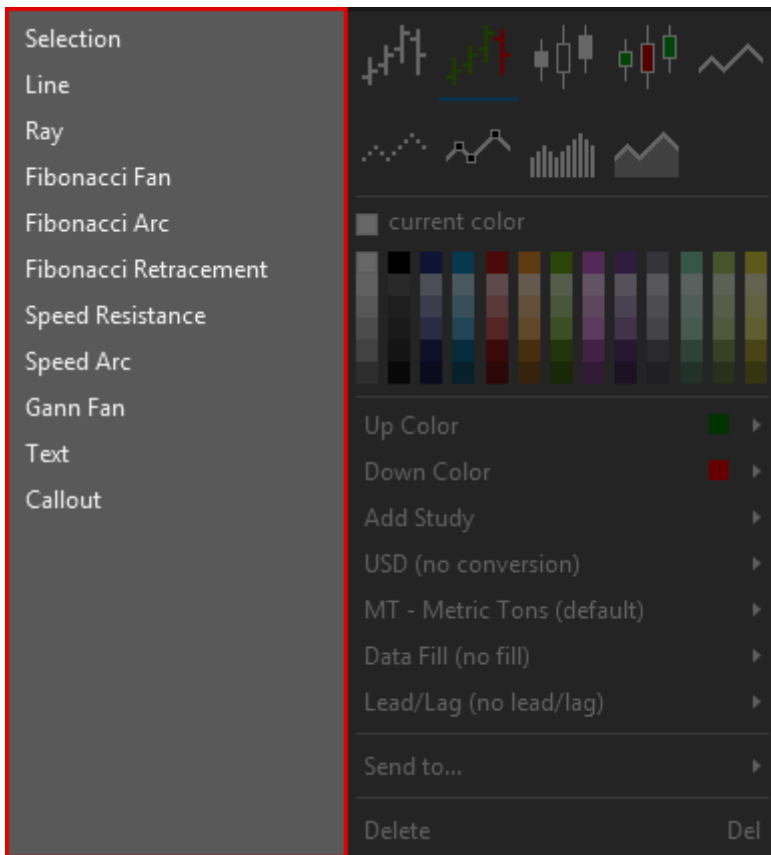 Selection
Line
Ray
Fibonacci Fan
Fibonacci Arc
Fibonacci Retracement
Speed Resistance
Speed Arc
Gann Fan
Text
Callout
current color
Up Color
Down Color
Add Study
USD (no conversion)
MT - Metric Tons (default)
Data Fill (no fill)
Lead/Lag (no lead/lag)
Send to...
Delete Del